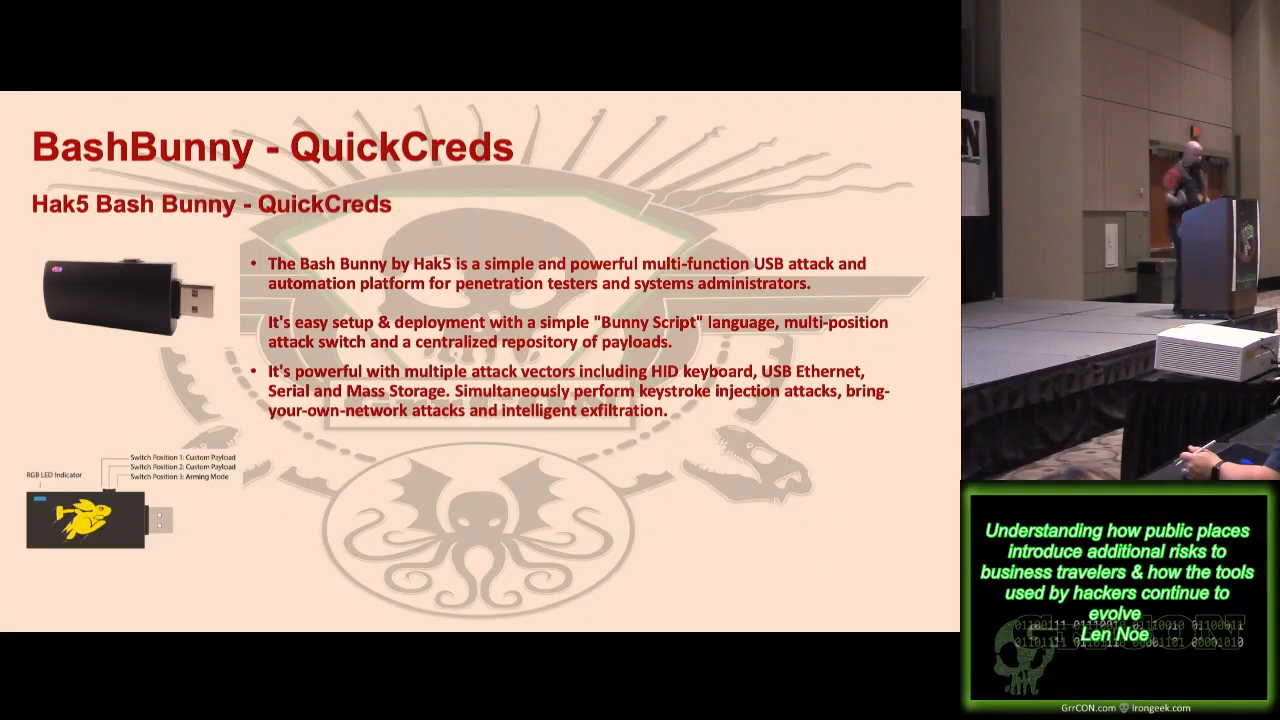 BashBunny - QuickCreds
Hak5 Bash Bunny - QuickCreds
• The Bash Bunny by Hak5 is a simple and powerful multi-function USB attack and
automation platform for penetration testers and systems administrators.
It's easy setup & deployment with a simple "Bunny Script" language, multi-position
attack switch and a centralized repository of payloads.
• It's powerful with multiple attack vectors including HID keyboard, USB Ethernet,
Serial and Mass Storage. Simultaneously perform keystroke injection attacks, bring-
your-own-network attacks and intelligent exfiltration.
Switch Position 1: Custom Payload
Switch Position 2: Custom Payload
Switch Position 3: Arming Mode
RGB LED Indicator
Understanding how public places
introduce additional risks to
business travelers & how the tools
used by hackers continue to
evolve
Len Noe
GrrCON
GrrCON.com Irongeek.com